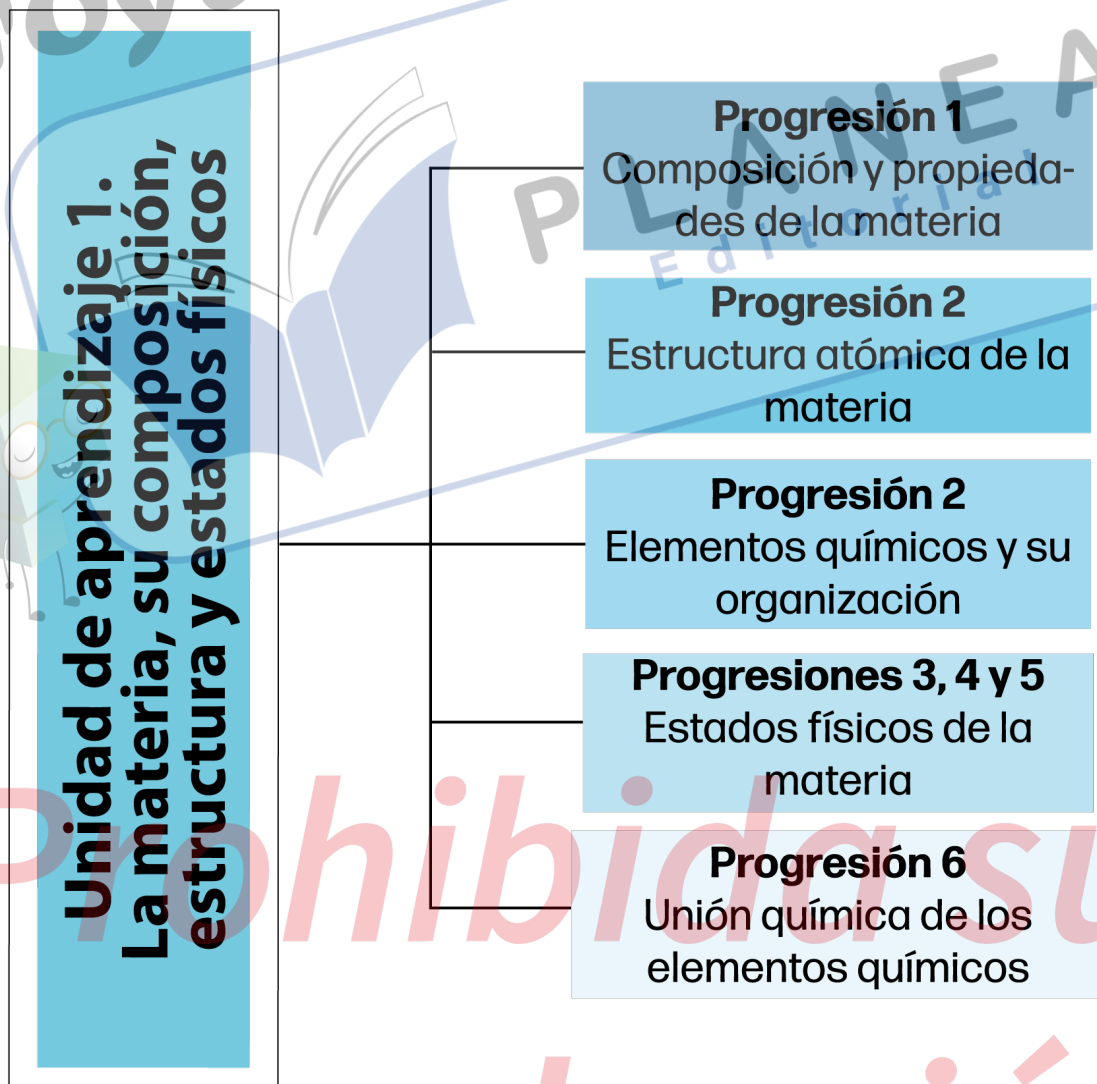 Unidad de aprendizaje 1.
La materia, su composición,
estructura y estados físicos
Progresión 1
Composición y propieda-
des de la materia
Progresión 2
Estructura atómica de la
materia
Progresión 2
Elementos químicos y su
organización
Progresiones 3, 4 y 5
Estados físicos de la
materia
Progresión 6
Unión química de los
elementos químicos
PLANEA
Editorial
Prohibida su